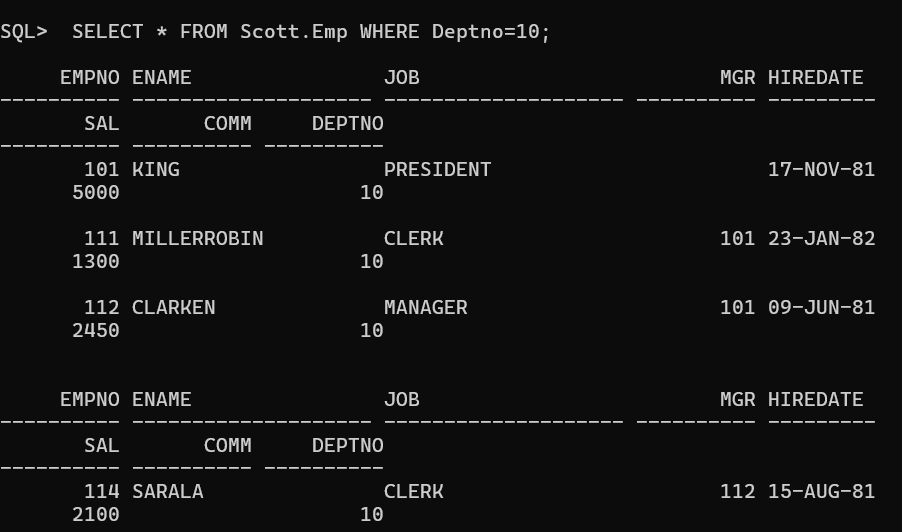 SQL>  SELECT * FROM Scott.Emp WHERE Deptno=10;
     EMPNO ENAME                JOB                         MGR HIREDATE
---------- -------------------- -------------------- ---------- ---------
       SAL       COMM     DEPTNO
---------- ---------- ----------
       101 KING                 PRESIDENT                       17-NOV-81
      5000                    10
       111 MILLERROBIN          CLERK                       101 23-JAN-82
      1300                    10
       112 CLARKEN              MANAGER                     101 09-JUN-81
      2450                    10
     EMPNO ENAME                JOB                         MGR HIREDATE
---------- -------------------- -------------------- ---------- ---------
       SAL       COMM     DEPTNO
---------- ---------- ----------
       114 SARALA               CLERK                       112 15-AUG-81
      2100                    10